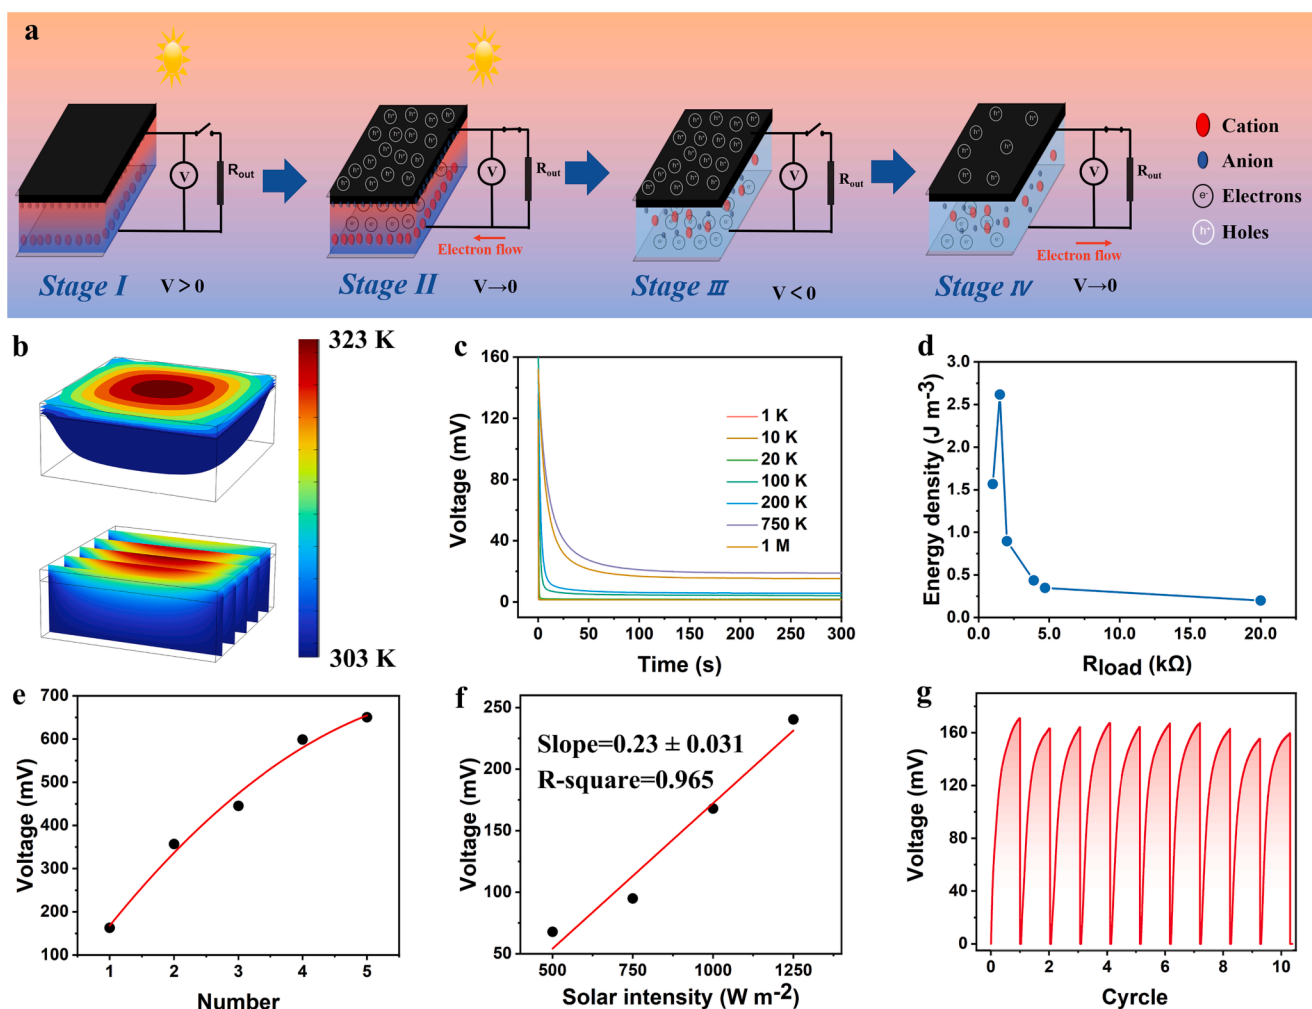 a
V
Rout
V
Rout
V
Rout
V
Rout
Cation
Anion
e⁻ Electrons
h⁺ Holes
Electron flow
Electron flow
Stage I
V > 0
Stage II
V→0
Stage III
V < 0
Stage IV
V→0
b
323 K
303 K
c
160
120
80
40
0
Voltage (mV)
1 K
10 K
20 K
100 K
200 K
750 K
1 M
0 50 100 150 200 250 300
Time (s)
d
3.0
2.5
2.0
1.5
1.0
0.5
0.0
Energy density (J m⁻³)
0.0 5.0 10.0 15.0 20.0
Rload (kΩ)
e
700
600
500
400
300
200
100
Voltage (mV)
1 2 3 4 5
Number
f
250
200
150
100
50
Voltage (mV)
Slope=0.23 ± 0.031
R-square=0.965
500 750 1000 1250
Solar intensity (W m⁻²)
g
160
120
80
40
0
Voltage (mV)
0 2 4 6 8 10
Cyrcle